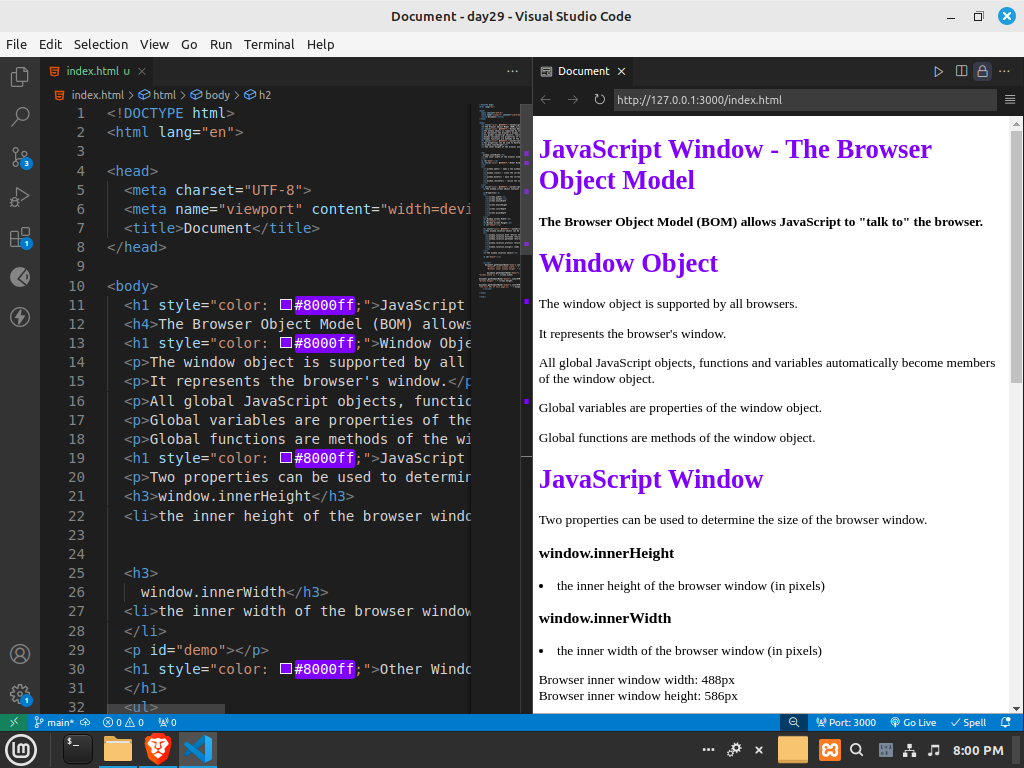 Document - day29 - Visual Studio Code
File Edit Selection View Go Run Terminal Help
index.html U
index.html > html > body > h2
1 <!DOCTYPE html>
2 <html lang="en">
3
4 <head>
5 <meta charset="UTF-8">
6 <meta name="viewport" content="width=devi
7 <title>Document</title>
8 </head>
9
10 <body>
11 <h1 style="color: #8000ff;">JavaScript
12 <h4>The Browser Object Model (BOM) allows
13 <h1 style="color: #8000ff;">Window Obje
14 <p>The window object is supported by all
15 <p>It represents the browser's window.</p
16 <p>All global JavaScript objects, functio
17 <p>Global variables are properties of the
18 <p>Global functions are methods of the wi
19 <h1 style="color: #8000ff;">JavaScript
20 <p>Two properties can be used to determin
21 <h3>window.innerHeight</h3>
22 <li>the inner height of the browser windo
23
24
25 <h3>
26 window.innerWidth</h3>
27 <li>the inner width of the browser window
28 </li>
29 <p id="demo"></p>
30 <h1 style="color: #8000ff;">Other Windo
31 </h1>
32 <ul>
Document
http://127.0.0.1:3000/index.html
JavaScript Window - The Browser
Object Model
The Browser Object Model (BOM) allows JavaScript to "talk to" the browser.
Window Object
The window object is supported by all browsers.
It represents the browser's window.
All global JavaScript objects, functions and variables automatically become members
of the window object.
Global variables are properties of the window object.
Global functions are methods of the window object.
JavaScript Window
Two properties can be used to determine the size of the browser window.
window.innerHeight
• the inner height of the browser window (in pixels)
window.innerWidth
• the inner width of the browser window (in pixels)
Browser inner window width: 488px
Browser inner window height: 586px
3
1
1
main* 0 0 0 Port: 3000 Go Live Spell
8:00 PM